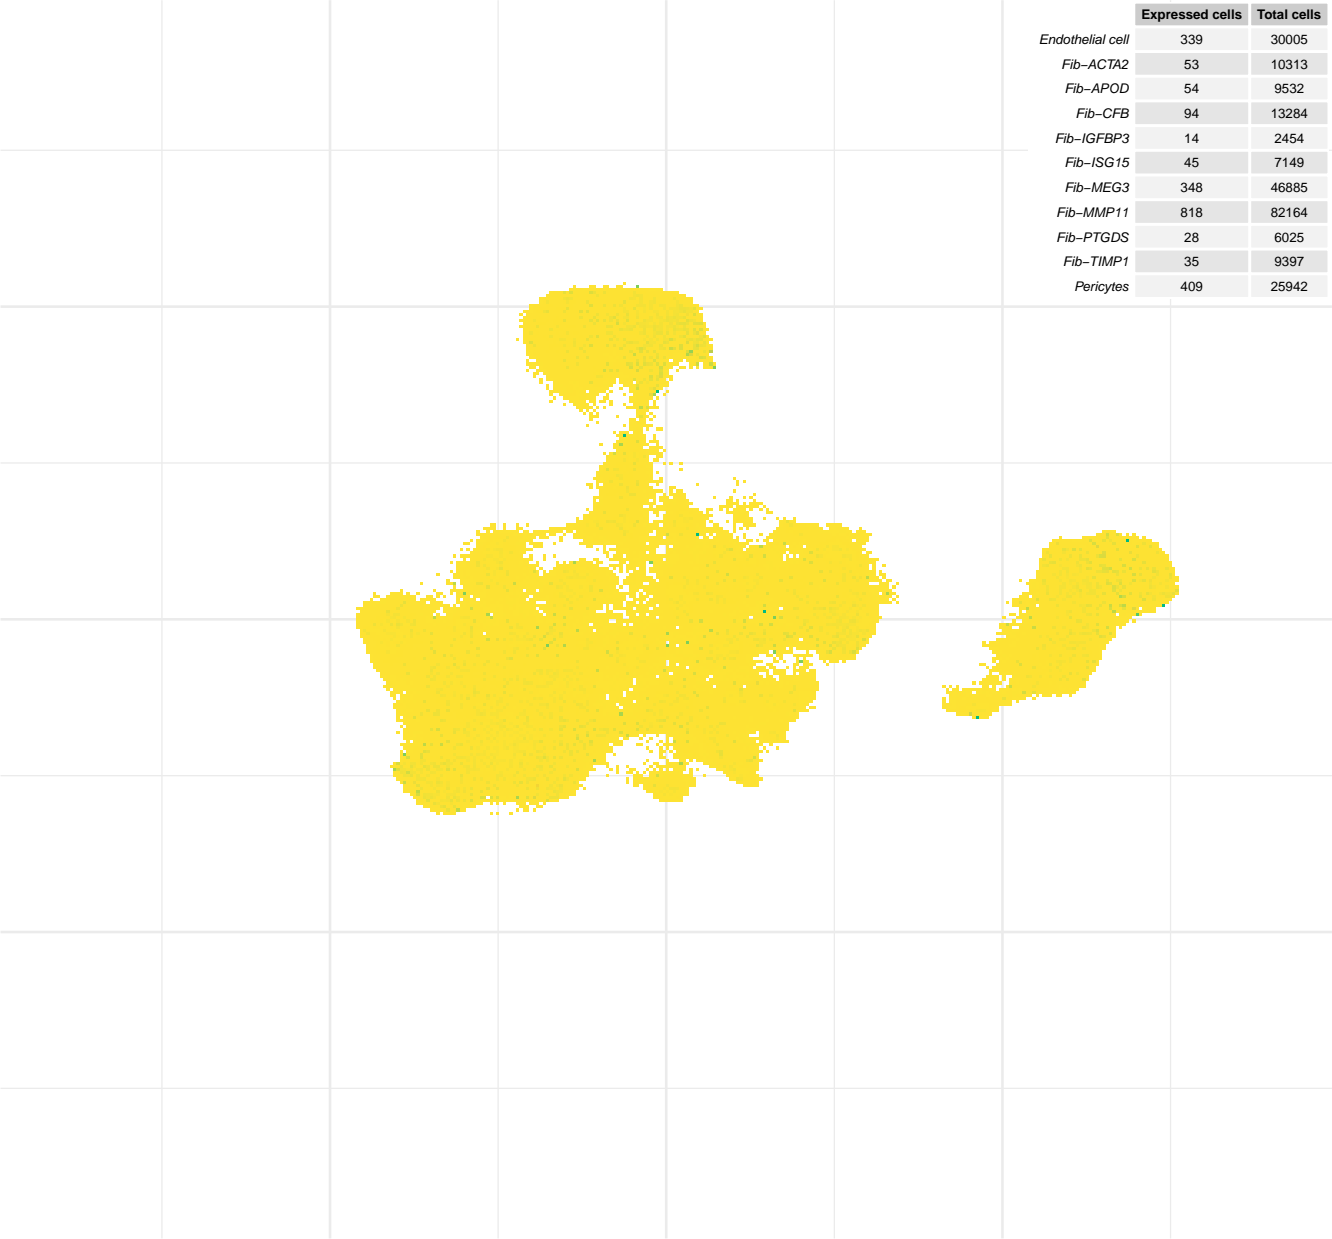 Expressed cells Total cells
Endothelial cell 339 30005
Fib−ACTA2 53 10313
Fib−APOD 54 9532
Fib−CFB 94 13284
Fib−IGFBP3 14 2454
Fib−ISG15 45 7149
Fib−MEG3 348 46885
Fib−MMP11 818 82164
Fib−PTGDS 28 6025
Fib−TIMP1 35 9397
Pericytes 409 25942